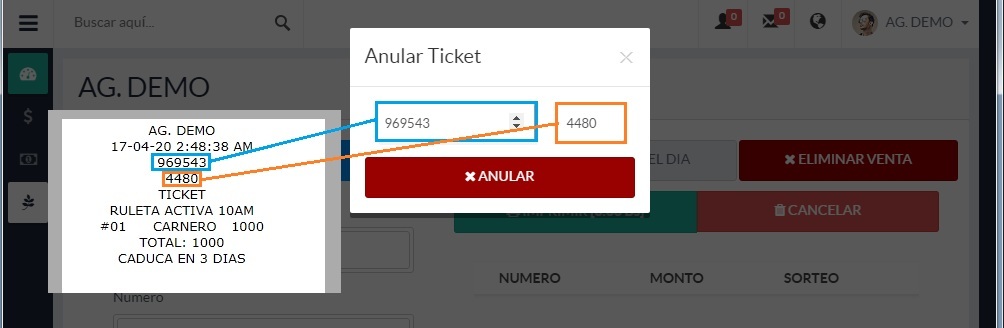 Buscar aquí...
0
0
AG. DEMO
Anular Ticket
×
AG. DEMO
969543
4480
ANULAR
EL DIA
ELIMINAR VENTA
CANCELAR
AG. DEMO
17-04-20 2:48:38 AM
969543
4480
TICKET
RULETA ACTIVA 10AM
#01 CARNERO 1000
TOTAL: 1000
CADUCA EN 3 DIAS
NUMERO MONTO SORTEO
Numero